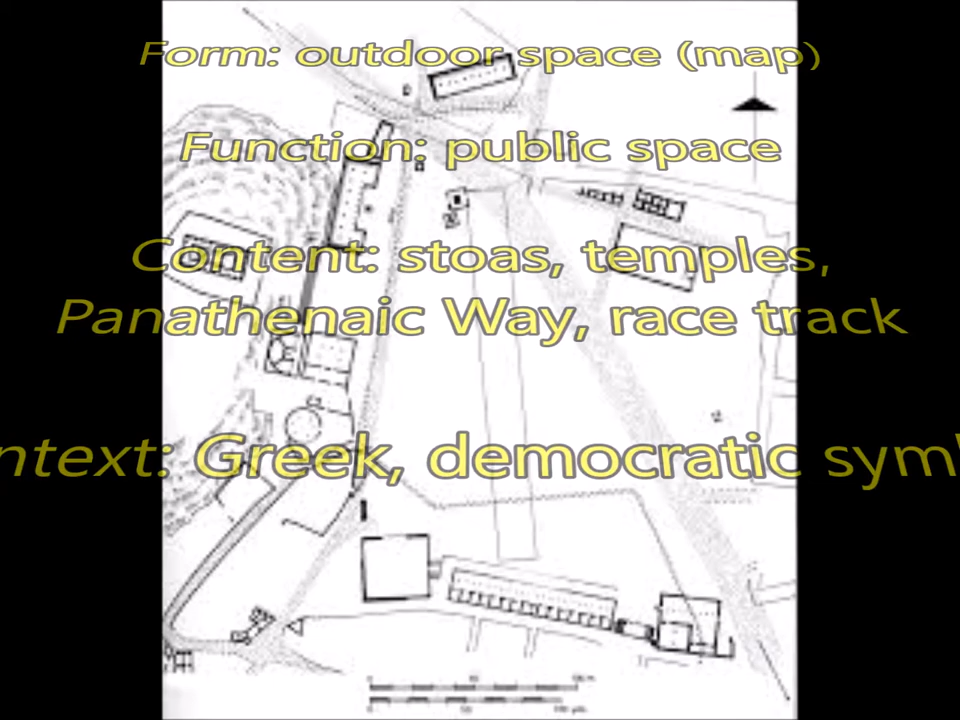 Form: outdoor space (map)
Function: public space
Content: stoas, temples,
Panathenaic Way, race track
ntext: Greek, democratic sym